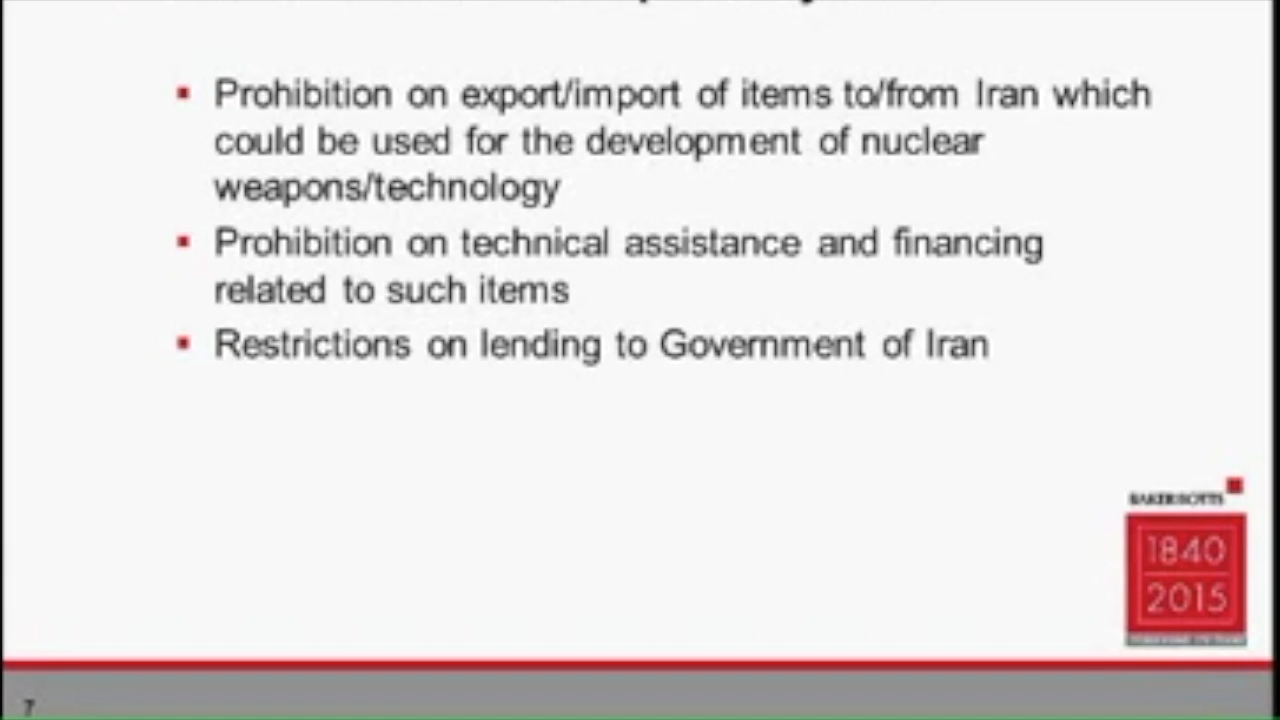 Prohibition on export/import of items to/from Iran which
could be used for the development of nuclear
weapons/technology
Prohibition on technical assistance and financing
related to such items
Restrictions on lending to Government of Iran
BAKER BOTTS
1840
2015
7